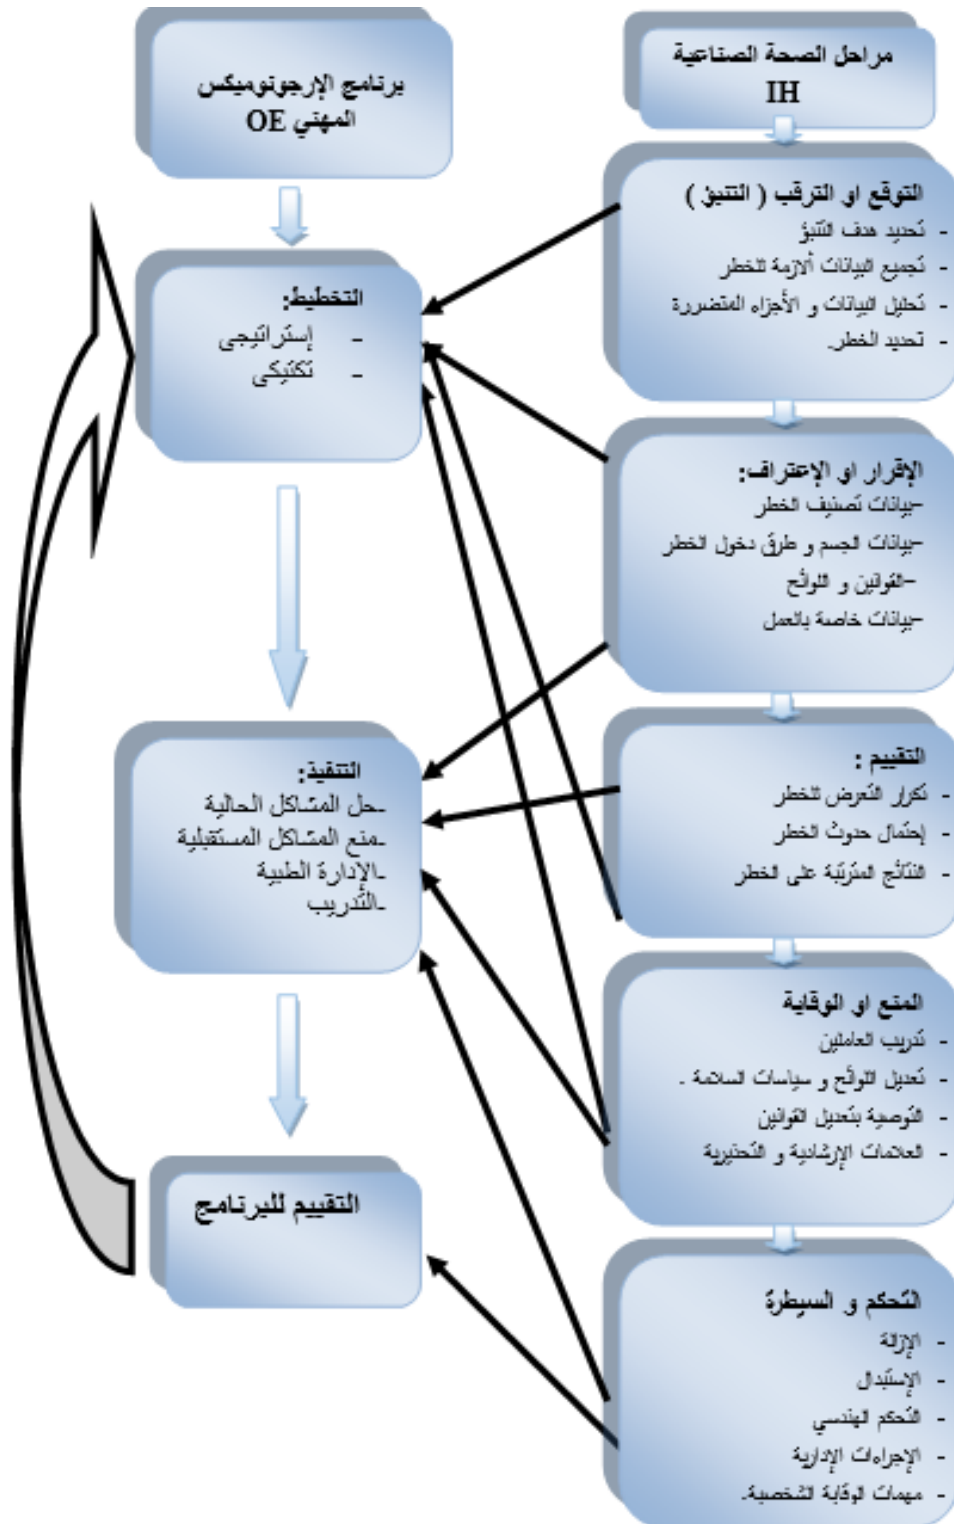 مراحل الصحة الصناعية
IH
التوقع او الترقب ( التنبؤ )
- تحديد هدف التنبؤ
- تجميع البيانات ألازمة للخطر
- تحليل البيانات و الأجزاء المتضررة
- تحديد الخطر.
الإقرار او الإعتراف:
-بيانات تصنيف الخطر
-بيانات الجسم و طرق دخول الخطر
-القوانين و اللوائح
-بيانات خاصة بالعمل
التقييم :
- تكرار التعرض للخطر
- إحتمال حدوث الخطر
- النتائج المترتبة على الخطر
المنع او الوقاية
- تدريب العاملين
- تعديل اللوائح و سياسات السلامة .
- التوصية بتعديل القوانين
- العلامات الإرشادية و التحذيرية
التحكم و السيطرة
- الإزالة
- الإستبدال
- التحكم الهندسي
- الإجراءات الإدارية
- مهمات الوقاية الشخصية.
برنامج الإرجونوميكس
المهني OE
التخطيط:
- إستراتيجى
- تكتيكى
التنفيذ:
-حل المشاكل الحالية
-منع المشاكل المستقبلية
-الإدارة الطبية
-التدريب
التقييم للبرنامج